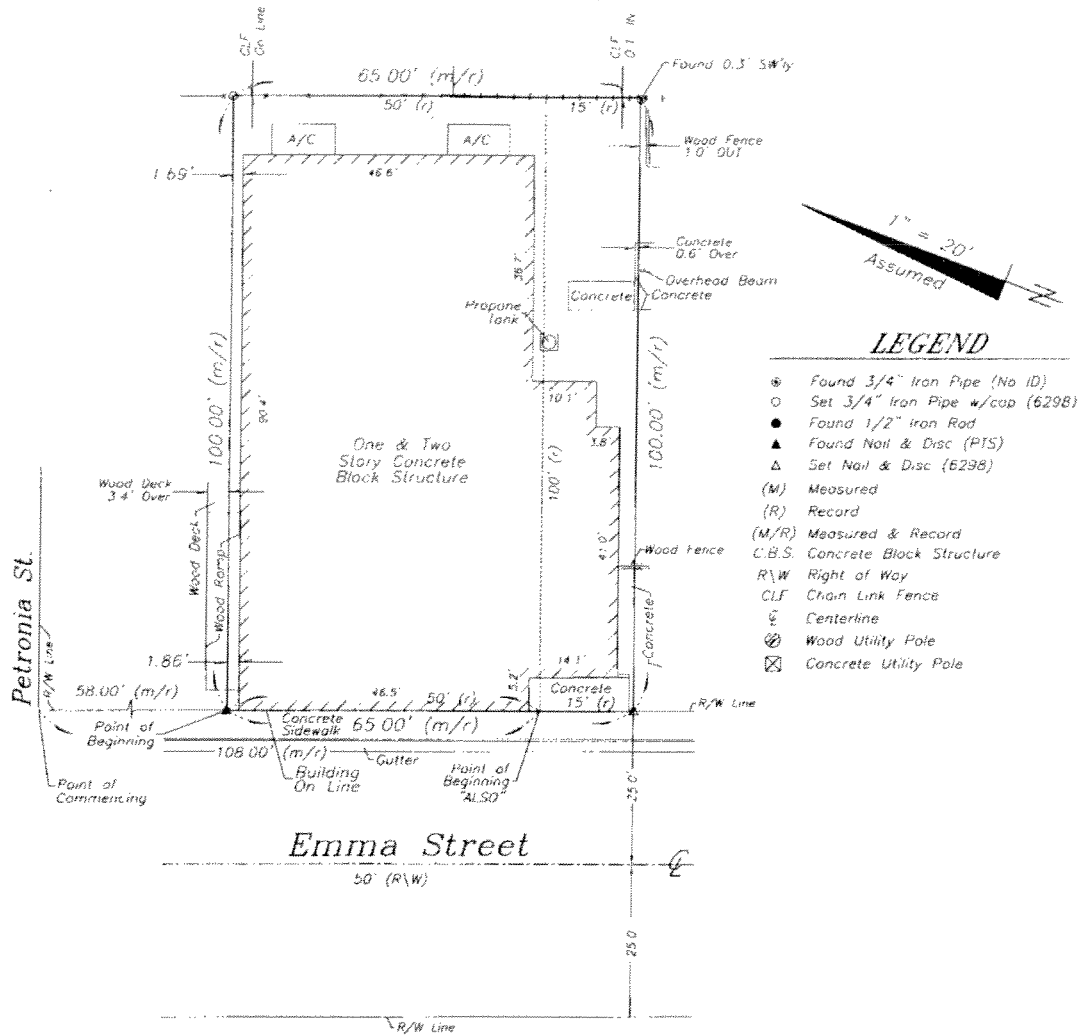 CLF
On Line
CLF
0.1' IN
65.00' (m/r)
Found 0.3' SW'ly
50' (r)
15' (r)
A/C
A/C
Wood Fence
1.0' OUT
1.69'
46.6'
1" = 20'
Assumed
N
Concrete
0.6' Over
36.7'
Overhead Beam
Concrete
Concrete
Propane
Tank
LEGEND
Found 3/4" Iron Pipe (No ID)
Set 3/4" Iron Pipe w/cap (6298)
Found 1/2" Iron Rod
Found Nail & Disc (PTS)
Set Nail & Disc (6298)
(M) Measured
(R) Record
(M/R) Measured & Record
C.B.S. Concrete Block Structure
R\W Right of Way
CLF Chain Link Fence
℄ Centerline
Wood Utility Pole
Concrete Utility Pole
100.00' (m/r)
90.4'
10.1'
100.00' (m/r)
3.8'
One & Two
Story Concrete
Block Structure
100' (r)
Wood Deck
3.4' Over
Wood Deck
Wood Ramp
41.0'
Wood Fence
Concrete
Petronia St.
R/W Line
1.86'
14.1'
5.2'
58.00' (m/r)
46.5'
50' (r)
Concrete
15' (r)
R/W Line
Point of
Beginning
Concrete
Sidewalk
65.00' (m/r)
108.00' (m/r)
Gutter
Point of
Commencing
Building
On Line
Point of
Beginning
"ALSO"
25.0'
Emma Street
50' (R\W)
℄
25.0'
R/W Line